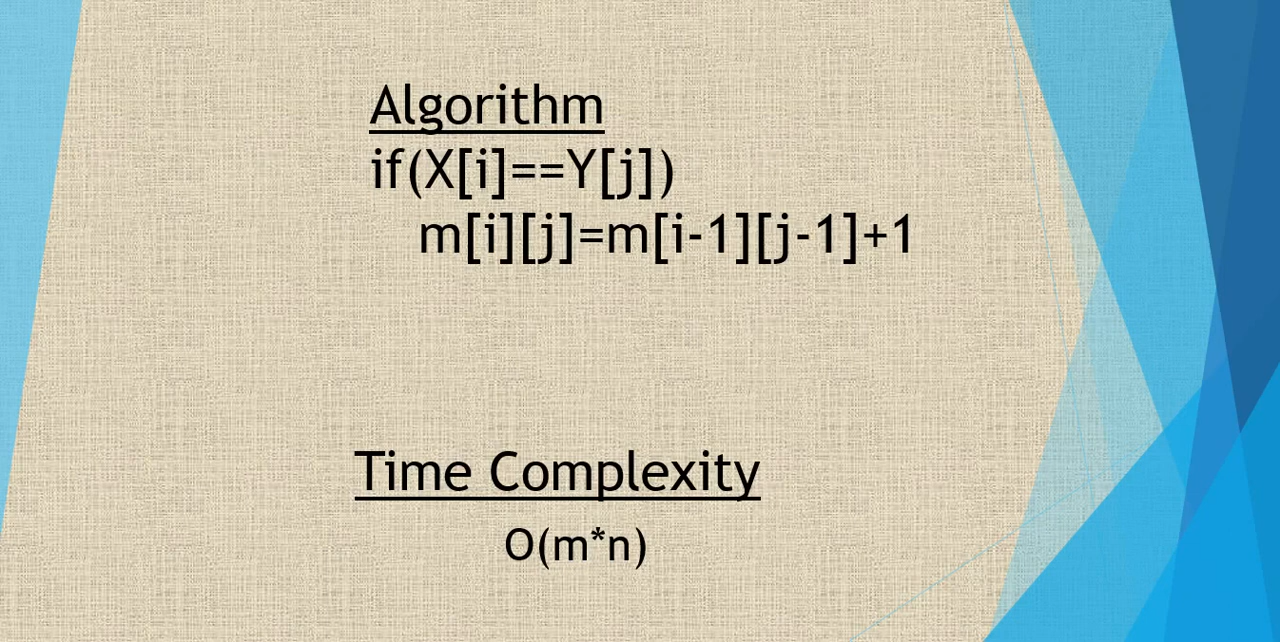 Algorithm
if(X[i]==Y[j])
m[i][j]=m[i-1][j-1]+1
Time Complexity
O(m*n)